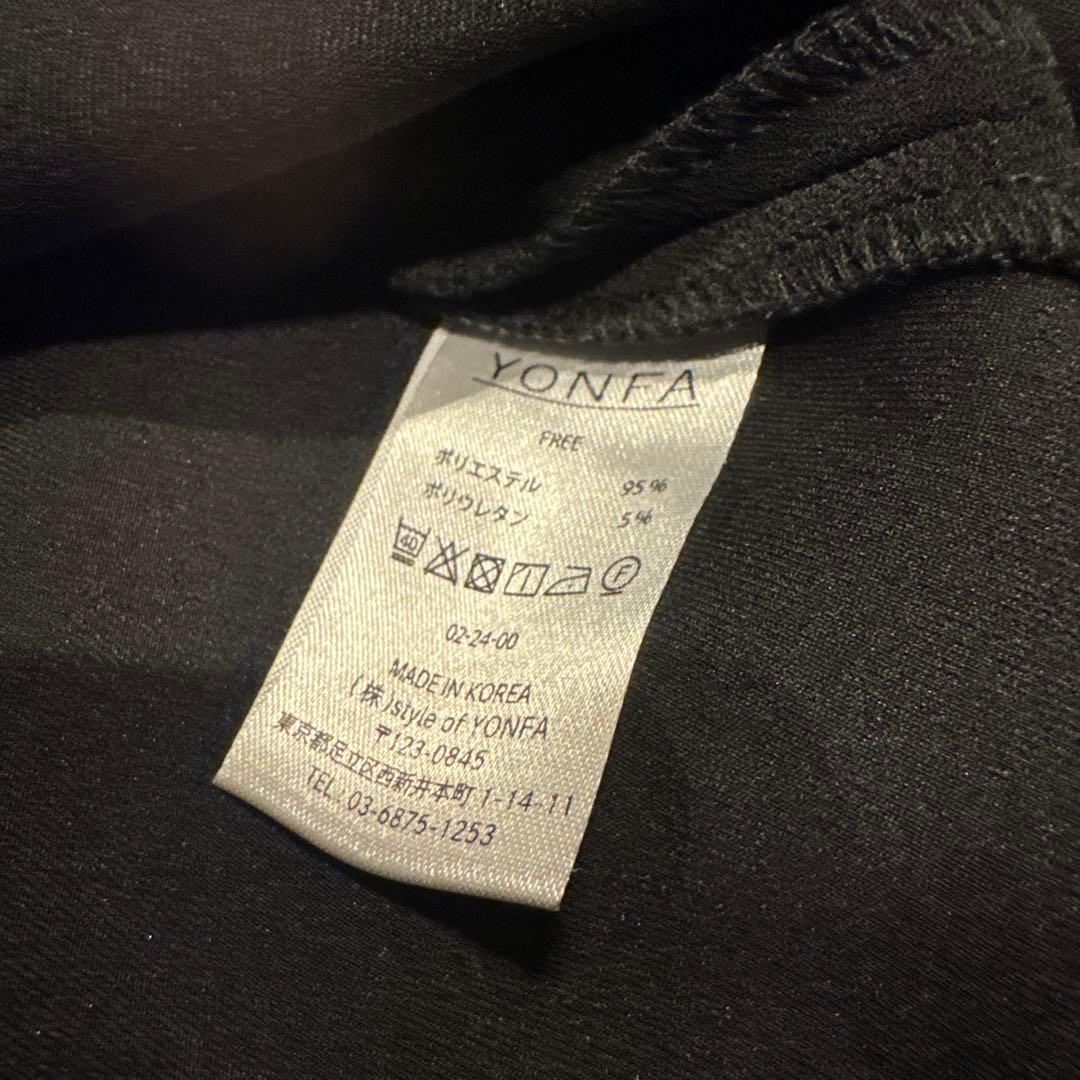 YONFA
FREE
ポリエステル 95%
ポリウレタン 5%
40 F
02-24-00
MADE IN KOREA
(株)style of YONFA
〒123-0845
東京都足立区西新井本町 1-14-11
TEL . 03-6875-1253